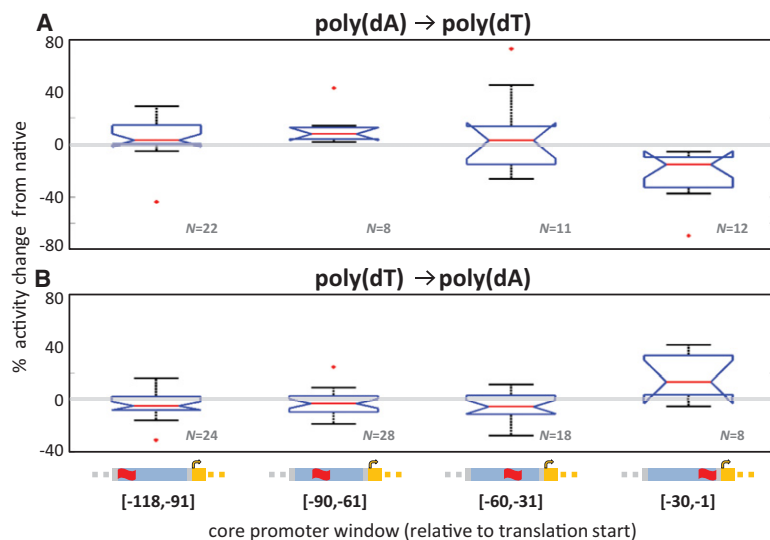 A
poly(dA) → poly(dT)
80
40
0
-40
-80
N=22
N=8
N=11
N=12
% activity change from native
B
poly(dT) → poly(dA)
80
40
0
-40
N=24
N=28
N=18
N=8
[-118,-91]
[-90,-61]
[-60,-31]
[-30,-1]
core promoter window (relative to translation start)